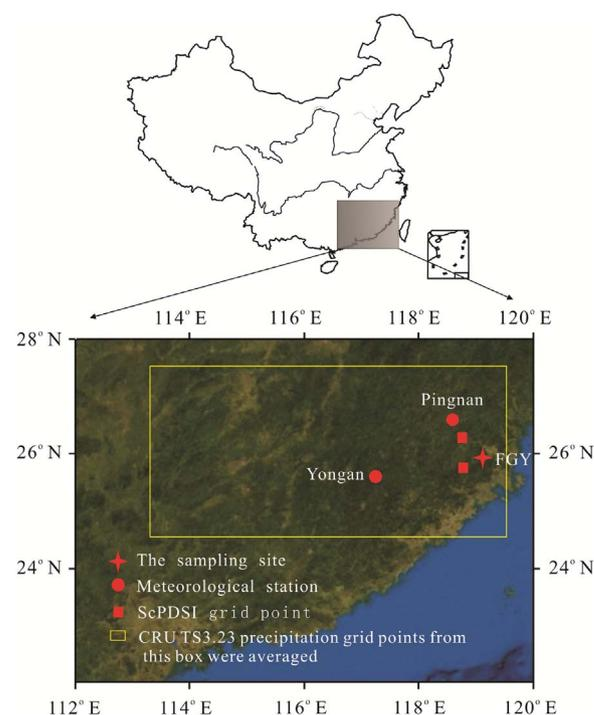 114° E 116° E 118° E 120° E
28° N
Pingnan
26° N 26° N
FGY
Yongan
24° N 24° N
The sampling site
Meteorological station
ScPDSI grid point
CRU TS3.23 precipitation grid points from
this box were averaged
112° E 114° E 116° E 118° E 120° E